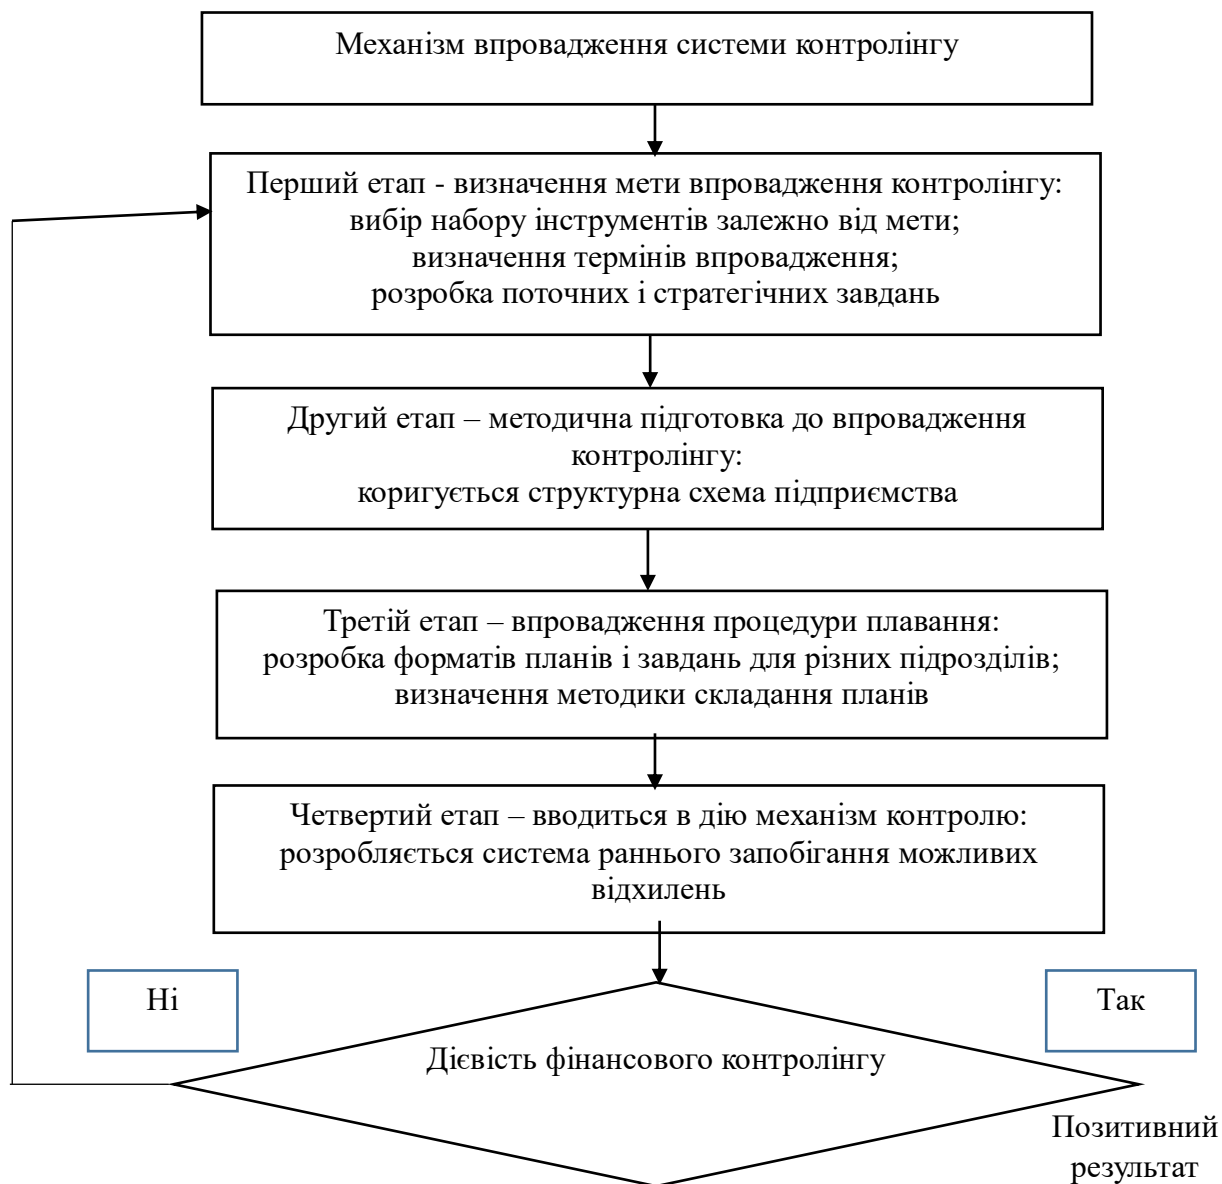 Механізм впровадження системи контролінгу
Перший етап - визначення мети впровадження контролінгу:
вибір набору інструментів залежно від мети;
визначення термінів впровадження;
розробка поточних і стратегічних завдань
Другий етап – методична підготовка до впровадження
контролінгу:
коригується структурна схема підприємства
Третій етап – впровадження процедури плавання:
розробка форматів планів і завдань для різних підрозділів;
визначення методики складання планів
Четвертий етап – вводиться в дію механізм контролю:
розробляється система раннього запобігання можливих
відхилень
Ні
Так
Дієвість фінансового контролінгу
Позитивний
результат